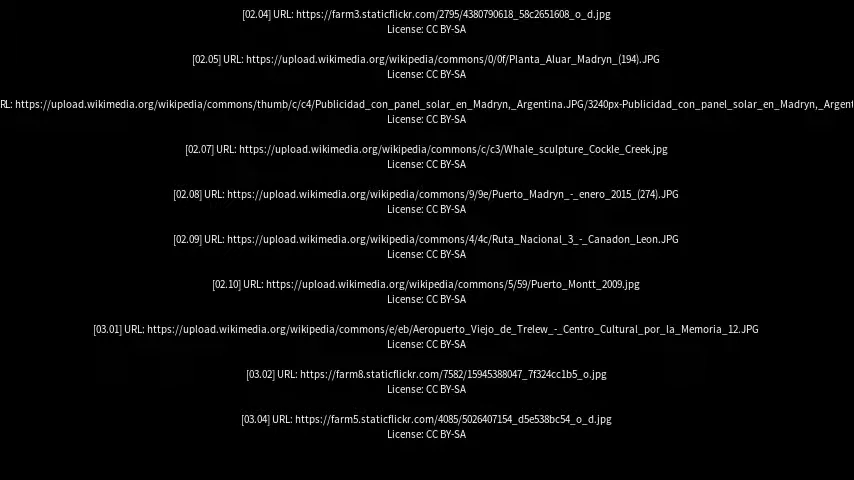 [02.04] URL: https://farm3.staticflickr.com/2795/4380790618_58c2651608_o_d.jpg
License: CC BY-SA
[02.05] URL: https://upload.wikimedia.org/wikipedia/commons/0/0f/Planta_Aluar_Madryn_(194).JPG
License: CC BY-SA
RL: https://upload.wikimedia.org/wikipedia/commons/thumb/c/c4/Publicidad_con_panel_solar_en_Madryn,_Argentina.JPG/3240px-Publicidad_con_panel_solar_en_Madryn,_Argent
License: CC BY-SA
[02.07] URL: https://upload.wikimedia.org/wikipedia/commons/c/c3/Whale_sculpture_Cockle_Creek.jpg
License: CC BY-SA
[02.08] URL: https://upload.wikimedia.org/wikipedia/commons/9/9e/Puerto_Madryn_-_enero_2015_(274).JPG
License: CC BY-SA
[02.09] URL: https://upload.wikimedia.org/wikipedia/commons/4/4c/Ruta_Nacional_3_-_Canadon_Leon.JPG
License: CC BY-SA
[02.10] URL: https://upload.wikimedia.org/wikipedia/commons/5/59/Puerto_Montt_2009.jpg
License: CC BY-SA
[03.01] URL: https://upload.wikimedia.org/wikipedia/commons/e/eb/Aeropuerto_Viejo_de_Trelew_-_Centro_Cultural_por_la_Memoria_12.JPG
License: CC BY-SA
[03.02] URL: https://farm8.staticflickr.com/7582/15945388047_7f324cc1b5_o.jpg
License: CC BY-SA
[03.04] URL: https://farm5.staticflickr.com/4085/5026407154_d5e538bc54_o_d.jpg
License: CC BY-SA